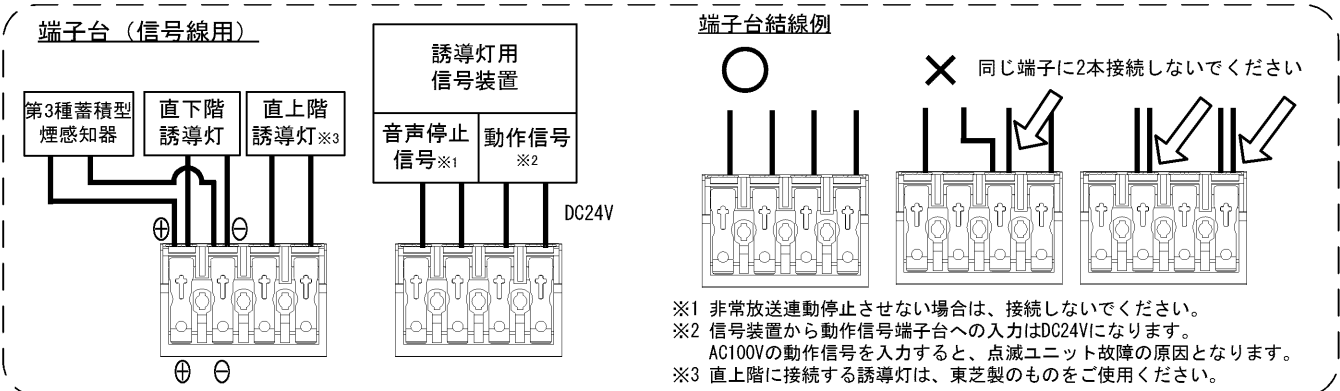 端子台（信号線用）
第3種蓄積型
煙感知器
直下階
誘導灯
直上階
誘導灯※3
⊕
⊖
⊕
⊖
誘導灯用
信号装置
音声停止
信号※1
動作信号
※2
DC24V
端子台結線例
○
× 同じ端子に2本接続しないでください
※1 非常放送連動停止させない場合は、接続しないでください。
※2 信号装置から動作信号端子台への入力はDC24Vになります。
AC100Vの動作信号を入力すると、点滅ユニット故障の原因となります。
※3 直上階に接続する誘導灯は、東芝製のものをご使用ください。